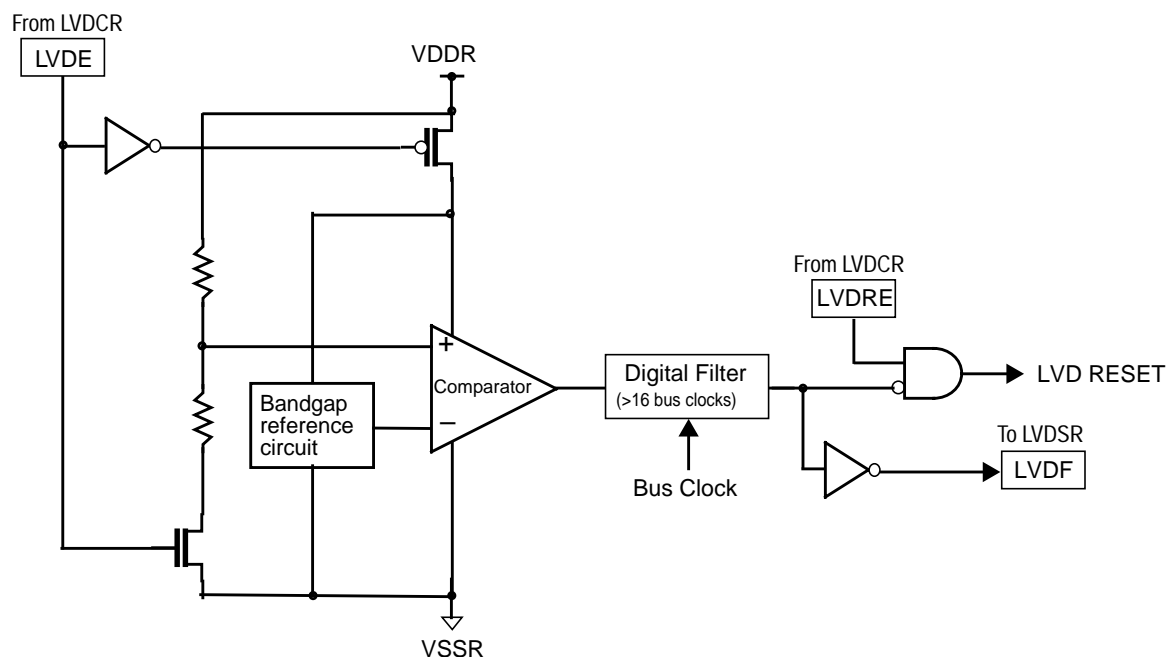 From LVDCR
LVDE
VDDR
From LVDCR
LVDRE
+
Comparator
−
Digital Filter
(>16 bus clocks)
LVD RESET
Bandgap
reference
circuit
To LVDSR
LVDF
Bus Clock
VSSR